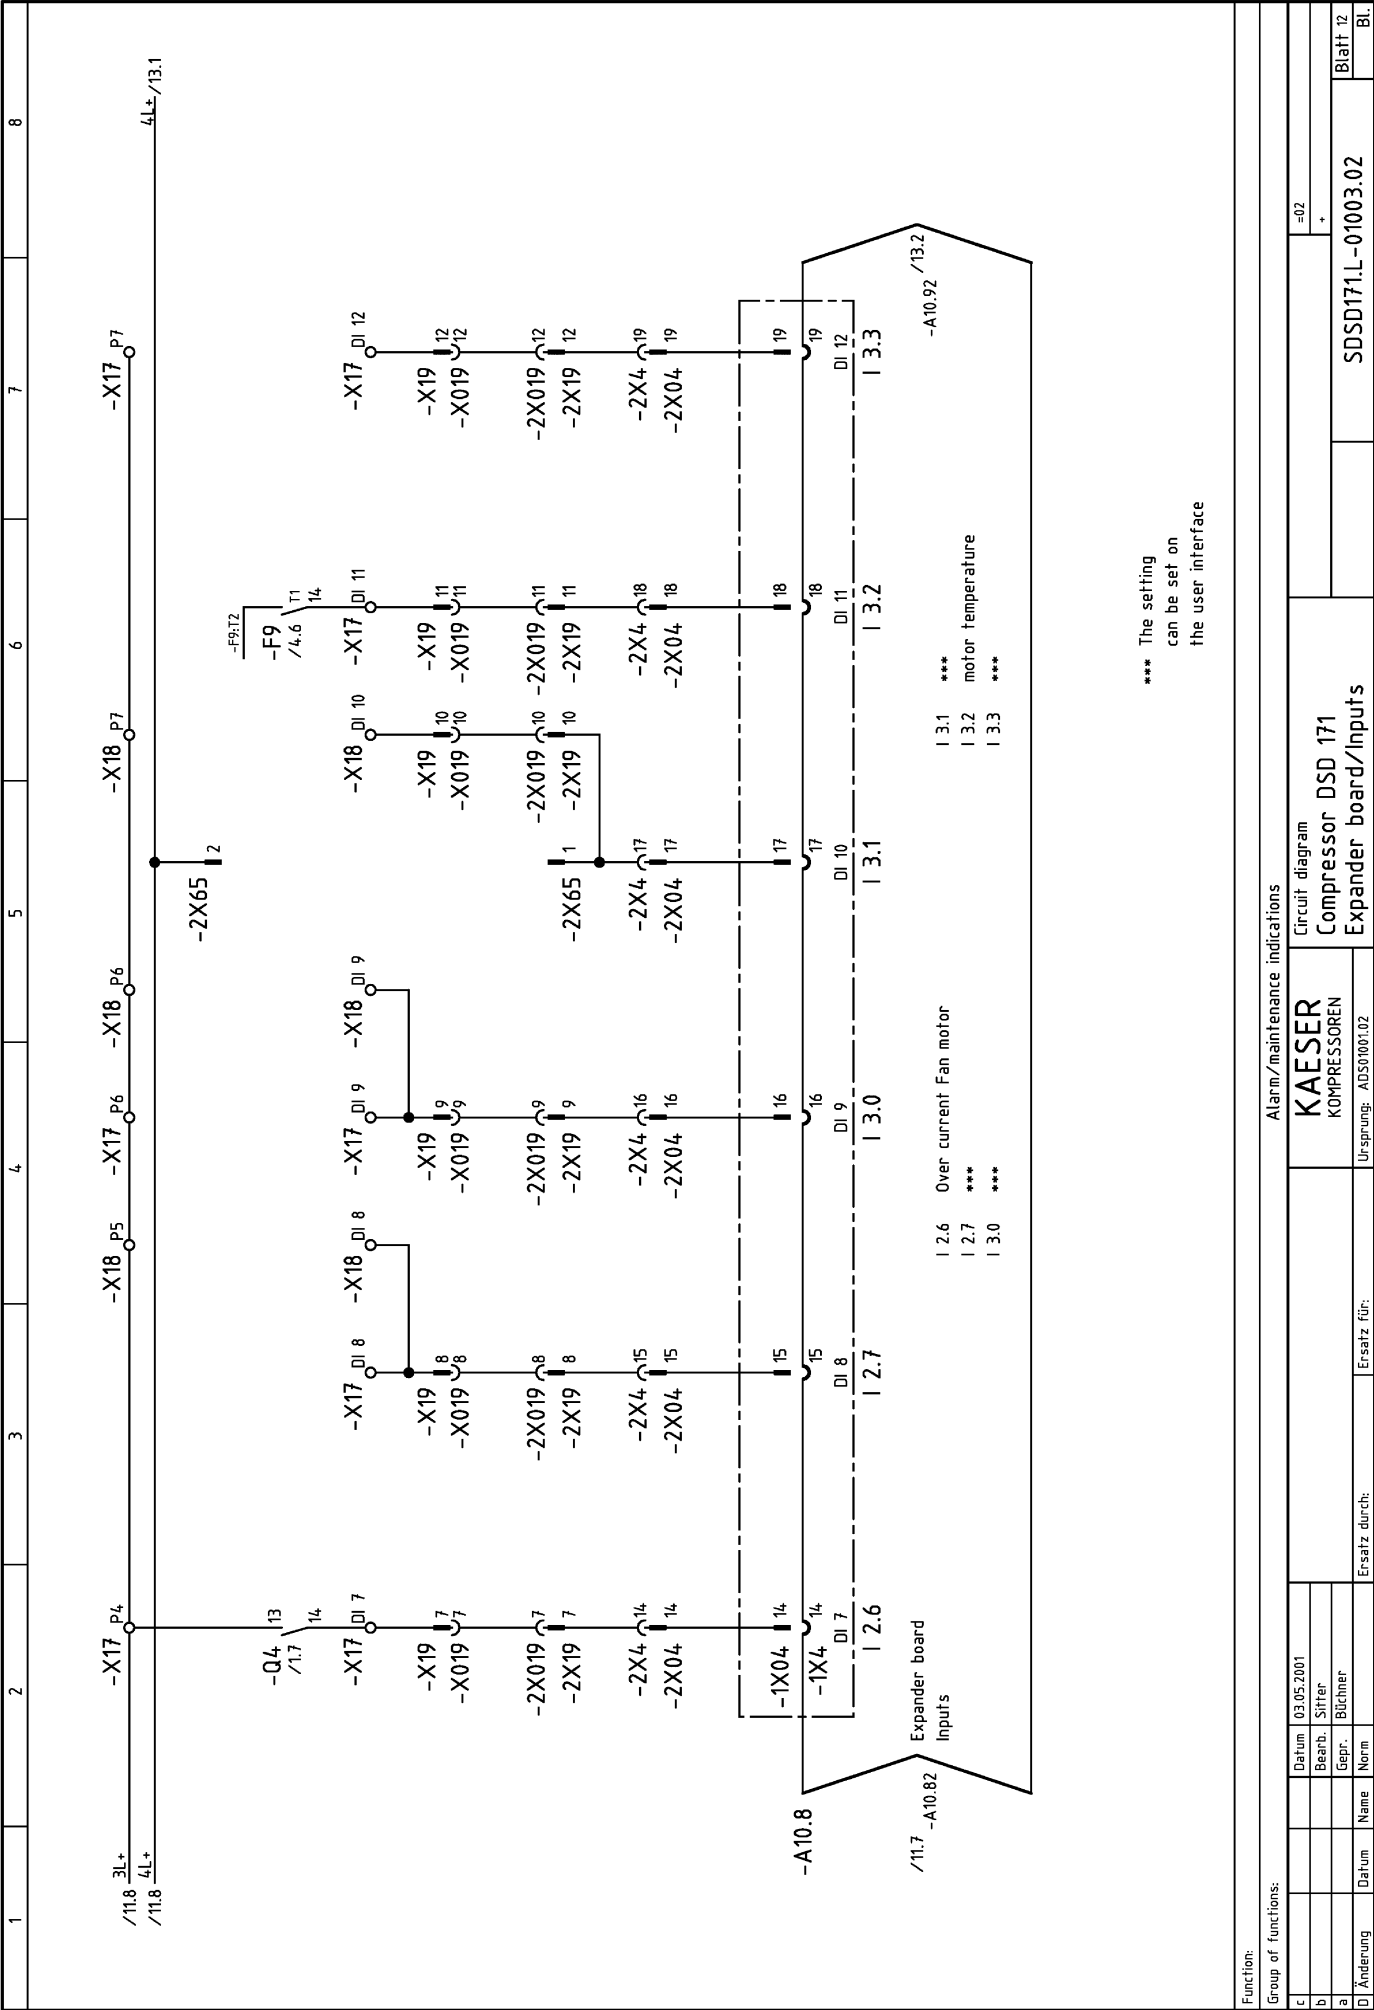 1 2 3 4 5 6 7 8
/11.8 3L+
/11.8 4L+
4L+ /13.1
-X17 P4
-X18 P5
-X17 P6
-X18 P6
-X18 P7
-X17 P7
-2X65 2
-F9:T2
-Q4 13
/1.7 14
-F9 T1
/4.6 14
-X17 DI 7
-X17 DI 8
-X18 DI 8
-X17 DI 9
-X18 DI 9
-X18 DI 10
-X17 DI 11
-X17 DI 12
-X19 7
-X019 7
-X19 8
-X019 8
-X19 9
-X019 9
-X19 10
-X019 10
-X19 11
-X019 11
-X19 12
-X019 12
-2X019 7
-2X19 7
-2X019 8
-2X19 8
-2X019 9
-2X19 9
-2X65 1
-2X019 10
-2X19 10
-2X019 11
-2X19 11
-2X019 12
-2X19 12
-2X4 14
-2X04 14
-2X4 15
-2X04 15
-2X4 16
-2X04 16
-2X4 17
-2X04 17
-2X4 18
-2X04 18
-2X4 19
-2X04 19
-1X04 14
-1X4 14
15
15
16
16
17
17
18
18
19
19
-A10.8
DI 7
I 2.6
DI 8
I 2.7
DI 9
I 3.0
DI 10
I 3.1
DI 11
I 3.2
DI 12
I 3.3
/11.7 -A10.82
Expander board
Inputs
-A10.92 /13.2
I 2.6 Over current Fan motor
I 2.7 ***
I 3.0 ***
I 3.1 ***
I 3.2 motor temperature
I 3.3 ***
*** The setting
can be set on
the user interface
Function:
Group of functions:
Alarm/maintenance indications
c
b
a
D Änderung Datum Name
Datum 03.05.2001
Bearb. Sitter
Gepr. Büchner
Norm
Ersatz durch:
Ersatz für:
KAESER
KOMPRESSOREN
Ursprung: ADS01001.02
Circuit diagram
Compressor DSD 171
Expander board/Inputs
=02
+
SDSD171.L-01003.02
Blatt 12
Bl.